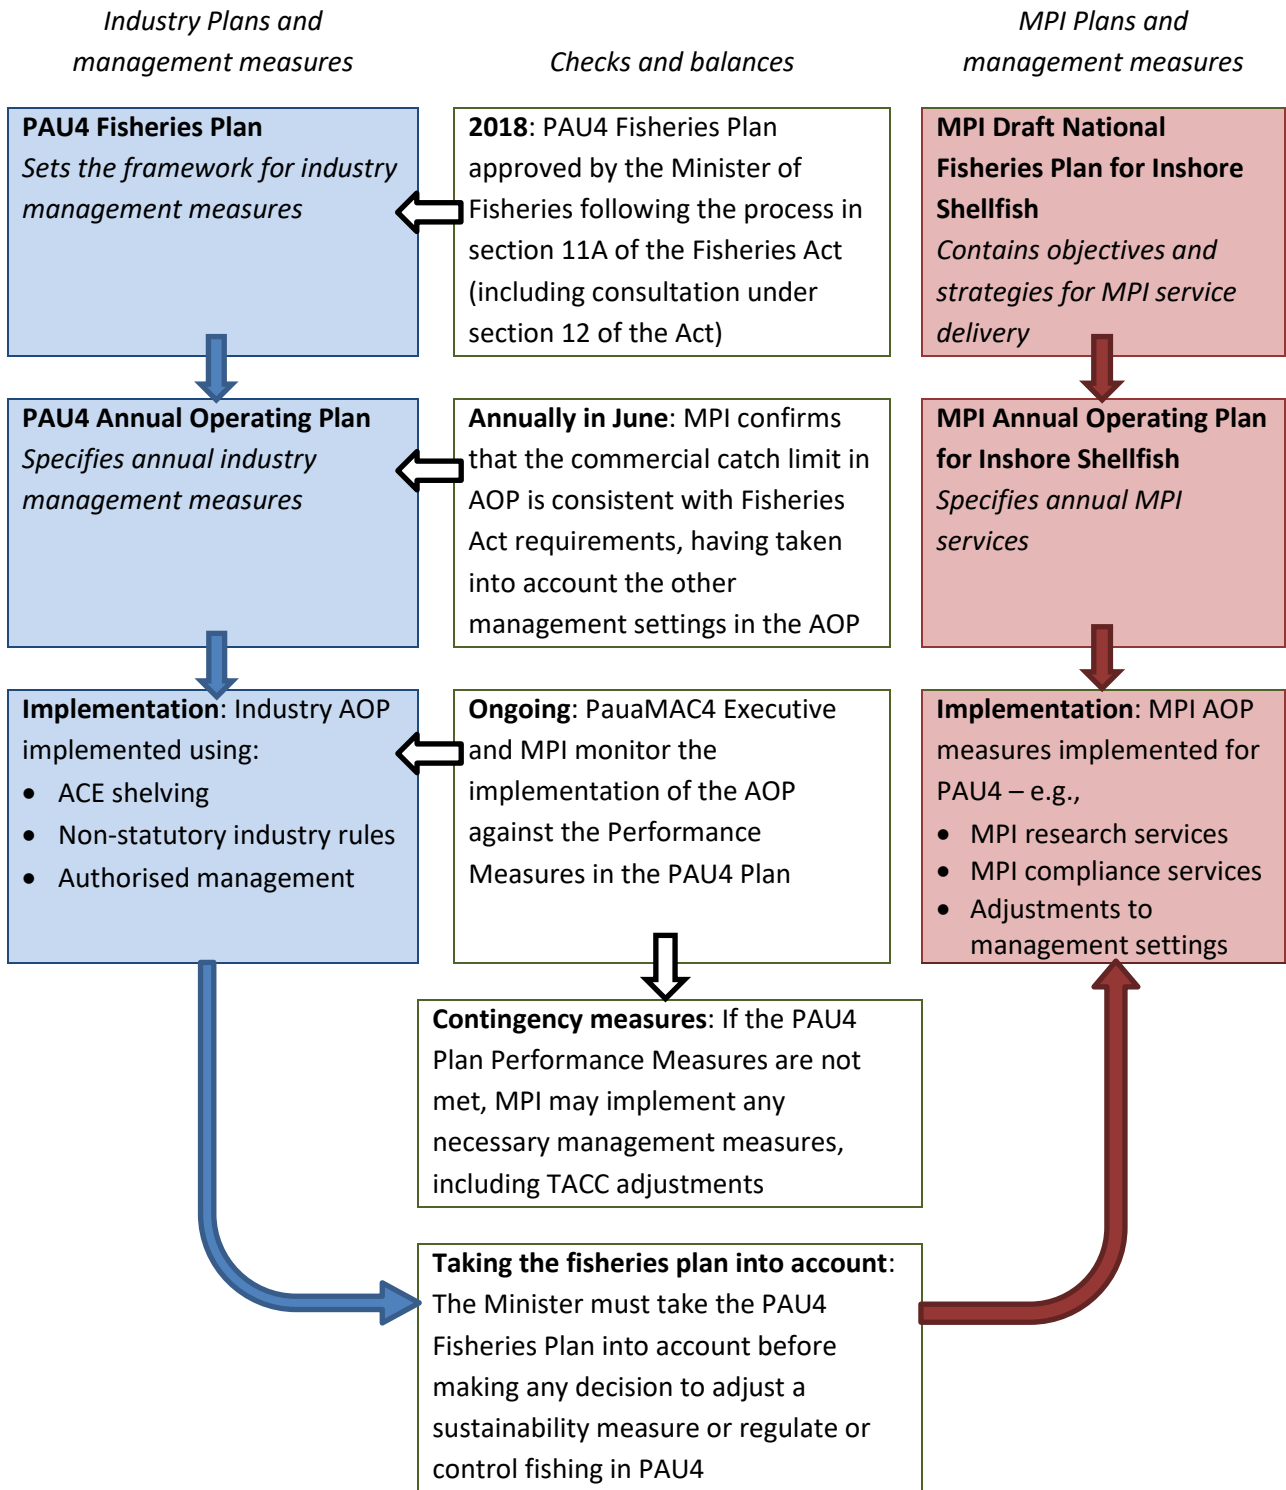 Industry Plans and
management measures
Checks and balances
MPI Plans and
management measures
PAU4 Fisheries Plan
Sets the framework for industry
management measures
2018: PAU4 Fisheries Plan
approved by the Minister of
Fisheries following the process in
section 11A of the Fisheries Act
(including consultation under
section 12 of the Act)
MPI Draft National
Fisheries Plan for Inshore
Shellfish
Contains objectives and
strategies for MPI service
delivery
PAU4 Annual Operating Plan
Specifies annual industry
management measures
Annually in June: MPI confirms
that the commercial catch limit in
AOP is consistent with Fisheries
Act requirements, having taken
into account the other
management settings in the AOP
MPI Annual Operating Plan
for Inshore Shellfish
Specifies annual MPI
services
Implementation: Industry AOP
implemented using:
• ACE shelving
• Non-statutory industry rules
• Authorised management
Ongoing: PauaMAC4 Executive
and MPI monitor the
implementation of the AOP
against the Performance
Measures in the PAU4 Plan
Implementation: MPI AOP
measures implemented for
PAU4 – e.g.,
• MPI research services
• MPI compliance services
• Adjustments to
management settings
Contingency measures: If the PAU4
Plan Performance Measures are not
met, MPI may implement any
necessary management measures,
including TACC adjustments
Taking the fisheries plan into account:
The Minister must take the PAU4
Fisheries Plan into account before
making any decision to adjust a
sustainability measure or regulate or
control fishing in PAU4